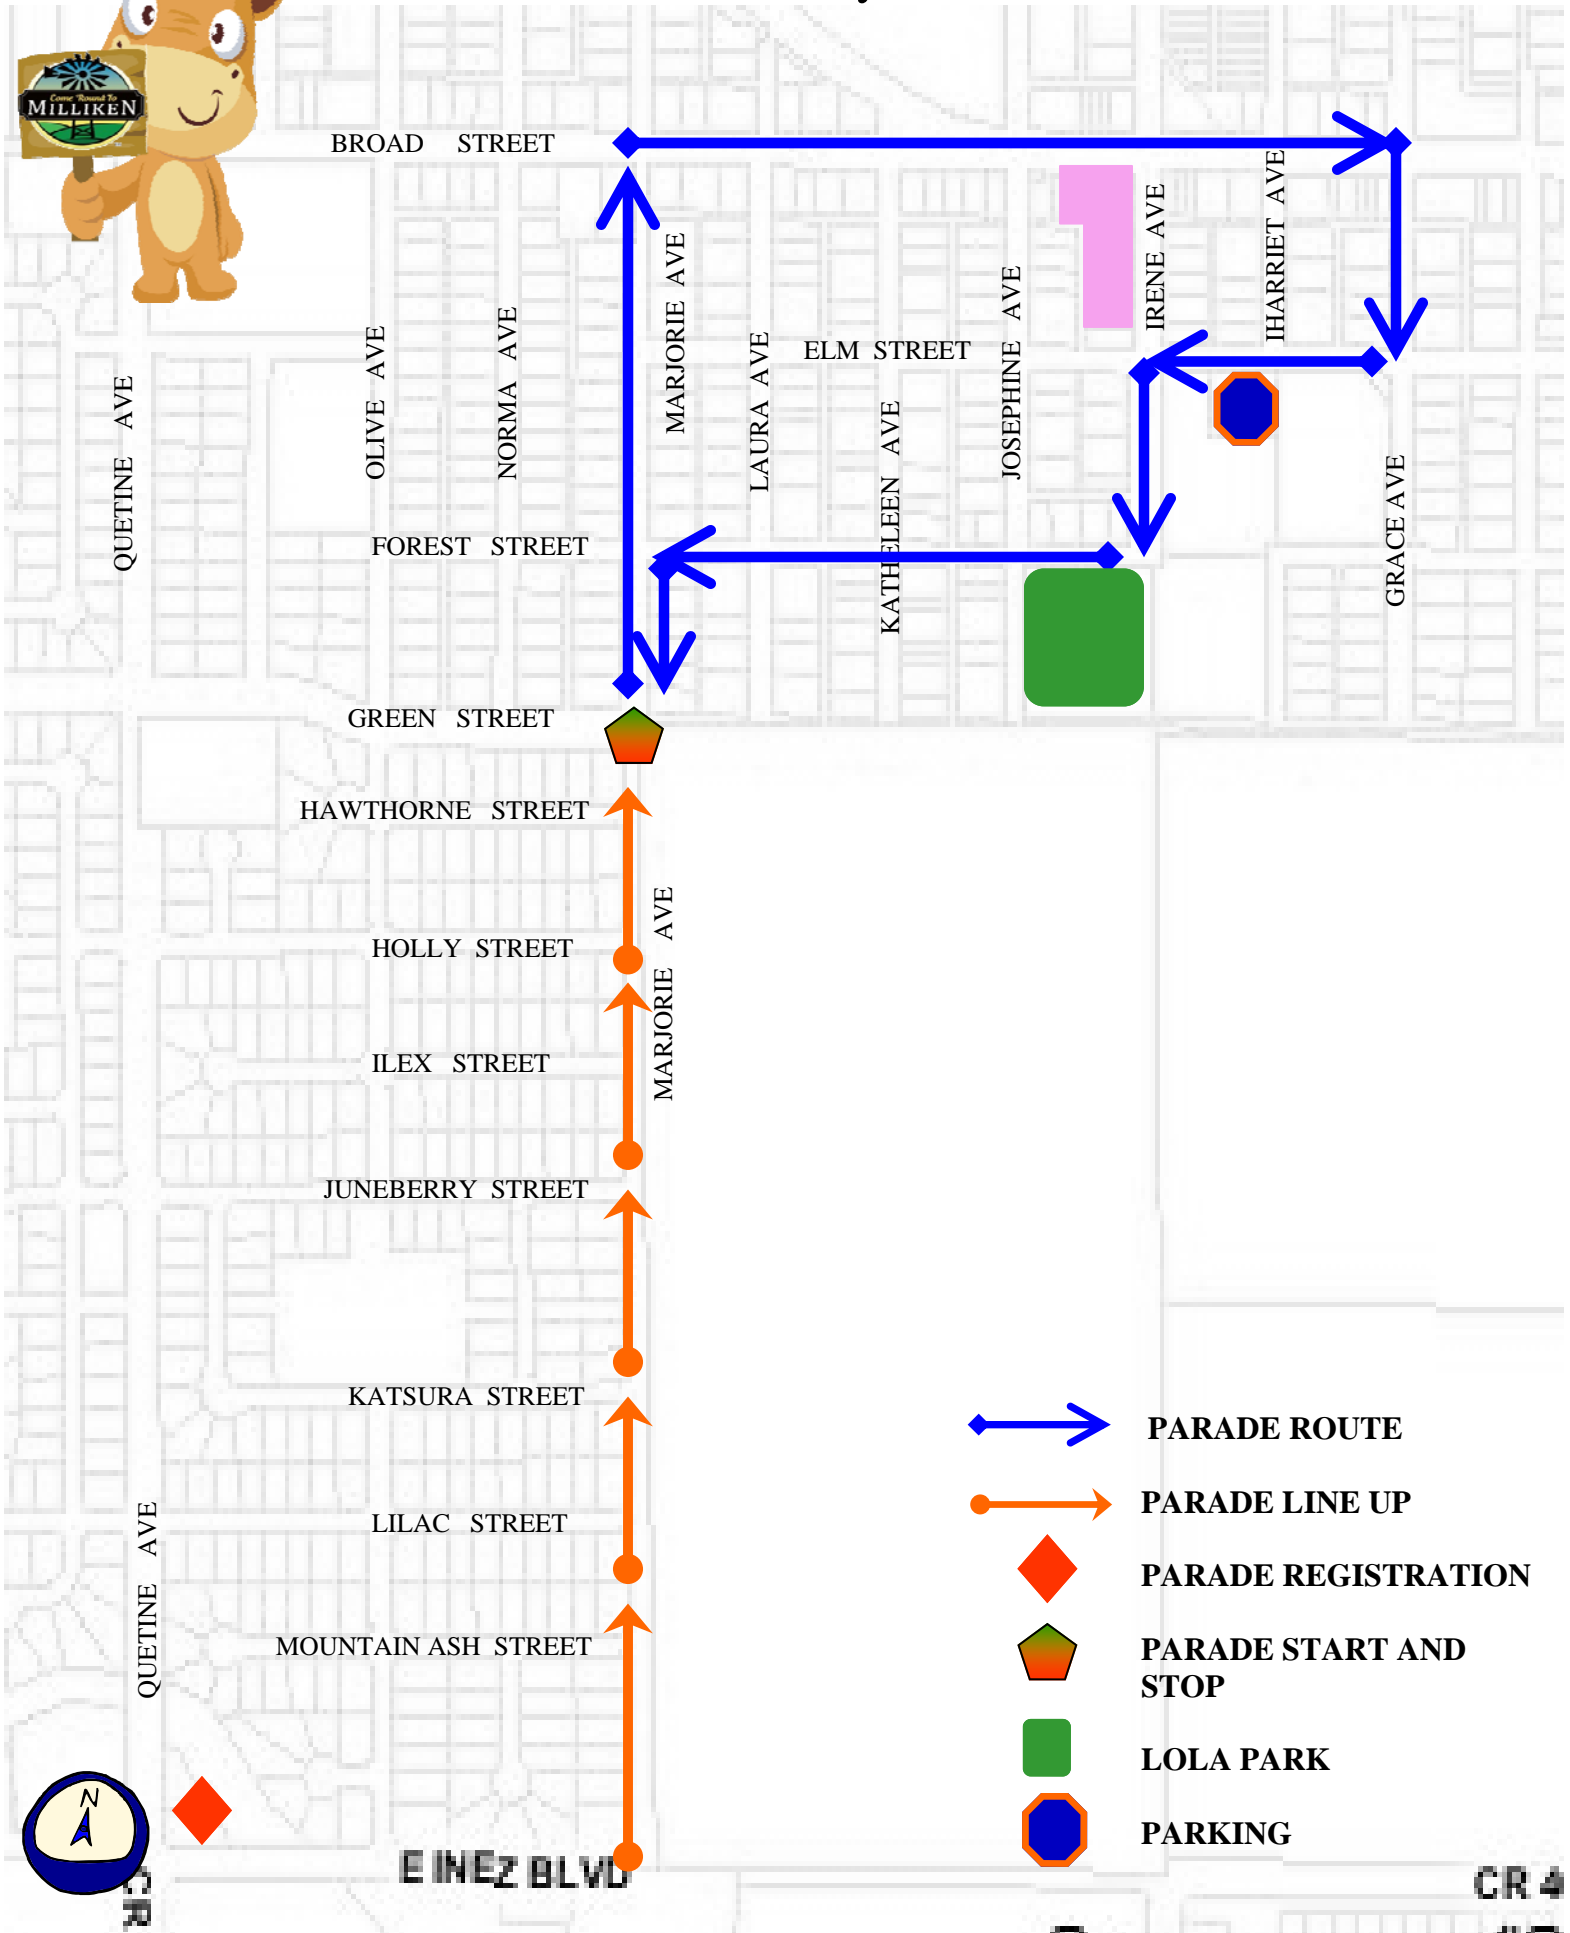 Come 'Round To
MILLIKEN
BROAD STREET
MARJORIE AVE
IRENE AVE
IHARRIET AVE
JOSEPHINE AVE
NORMA AVE
OLIVE AVE
LAURA AVE
ELM STREET
QUETINE AVE
KATHELEEN AVE
GRACE AVE
FOREST STREET
GREEN STREET
HAWTHORNE STREET
MARJORIE AVE
HOLLY STREET
ILEX STREET
JUNEBERRY STREET
KATSURA STREET
PARADE ROUTE
QUETINE AVE
PARADE LINE UP
LILAC STREET
PARADE REGISTRATION
MOUNTAIN ASH STREET
PARADE START AND
STOP
LOLA PARK
N
PARKING
E INEZ BLVD
CR 4
CR